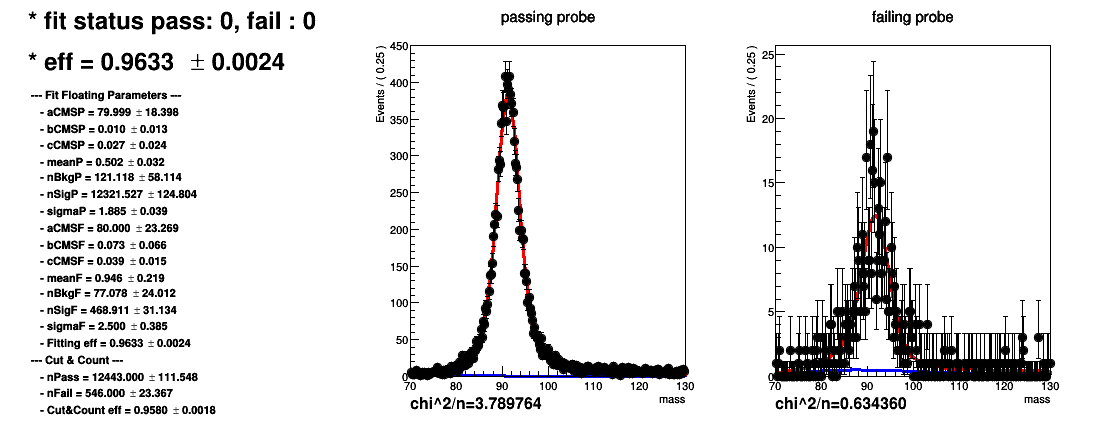 * fit status pass: 0, fail : 0
* eff = 0.9633 ± 0.0024
--- Fit Floating Parameters ---
- aCMSP = 79.999 ± 18.398
- bCMSP = 0.010 ± 0.013
- cCMSP = 0.027 ± 0.024
- meanP = 0.502 ± 0.032
- nBkgP = 121.118 ± 58.114
- nSigP = 12321.527 ± 124.804
- sigmaP = 1.885 ± 0.039
- aCMSF = 80.000 ± 23.269
- bCMSF = 0.073 ± 0.066
- cCMSF = 0.039 ± 0.015
- meanF = 0.946 ± 0.219
- nBkgF = 77.078 ± 24.012
- nSigF = 468.911 ± 31.134
- sigmaF = 2.500 ± 0.385
- Fitting eff = 0.9633 ± 0.0024
--- Cut & Count ---
- nPass = 12443.000 ± 111.548
- nFail = 546.000 ± 23.367
- Cut&Count eff = 0.9580 ± 0.0018
passing probe
Events / ( 0.25 )
450
400
350
300
250
200
150
100
50
0
70 80 90 100 110 120 130
mass
chi^2/n=3.789764
failing probe
Events / ( 0.25 )
25
20
15
10
5
0
70 80 90 100 110 120 130
mass
chi^2/n=0.634360